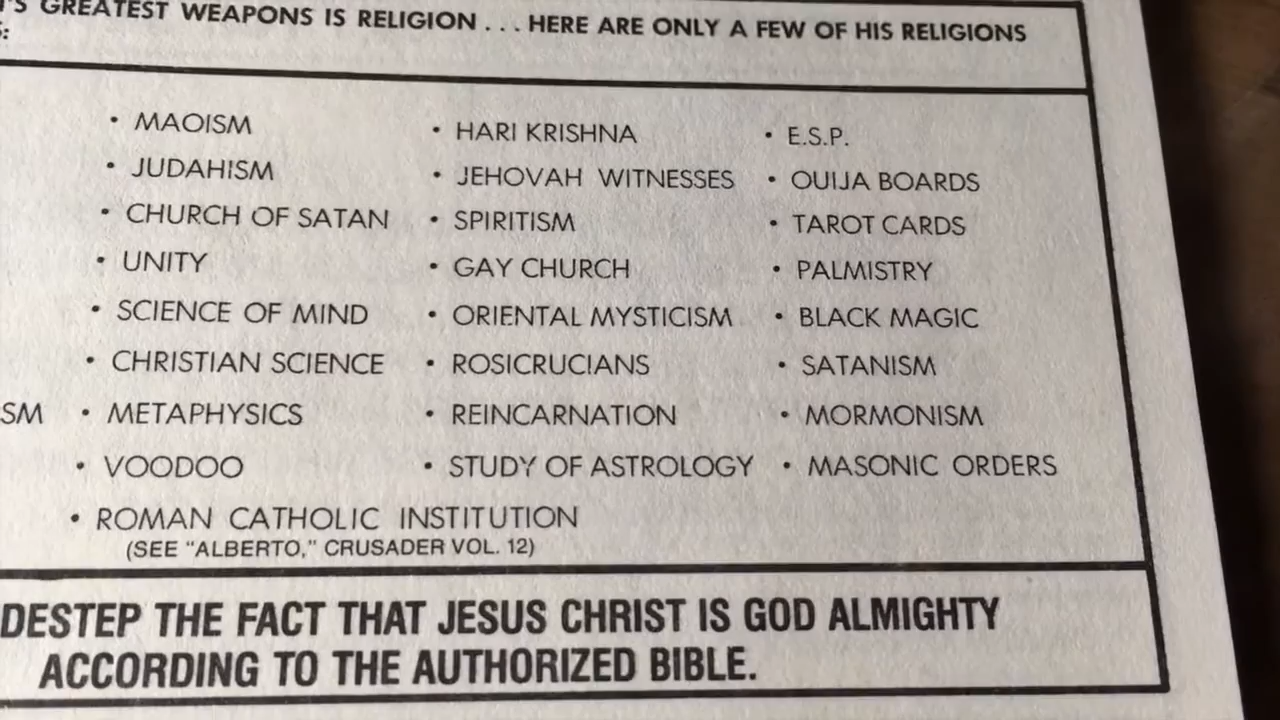 'S GREATEST WEAPONS IS RELIGION . . . HERE ARE ONLY A FEW OF HIS RELIGIONS
:
• MAOISM • HARI KRISHNA • E.S.P.
• JUDAHISM • JEHOVAH WITNESSES • OUIJA BOARDS
• CHURCH OF SATAN • SPIRITISM • TAROT CARDS
• UNITY • GAY CHURCH • PALMISTRY
• SCIENCE OF MIND • ORIENTAL MYSTICISM • BLACK MAGIC
• CHRISTIAN SCIENCE • ROSICRUCIANS • SATANISM
SM • METAPHYSICS • REINCARNATION • MORMONISM
• VOODOO • STUDY OF ASTROLOGY • MASONIC ORDERS
• ROMAN CATHOLIC INSTITUTION
(SEE "ALBERTO," CRUSADER VOL. 12)
DESTEP THE FACT THAT JESUS CHRIST IS GOD ALMIGHTY
ACCORDING TO THE AUTHORIZED BIBLE.